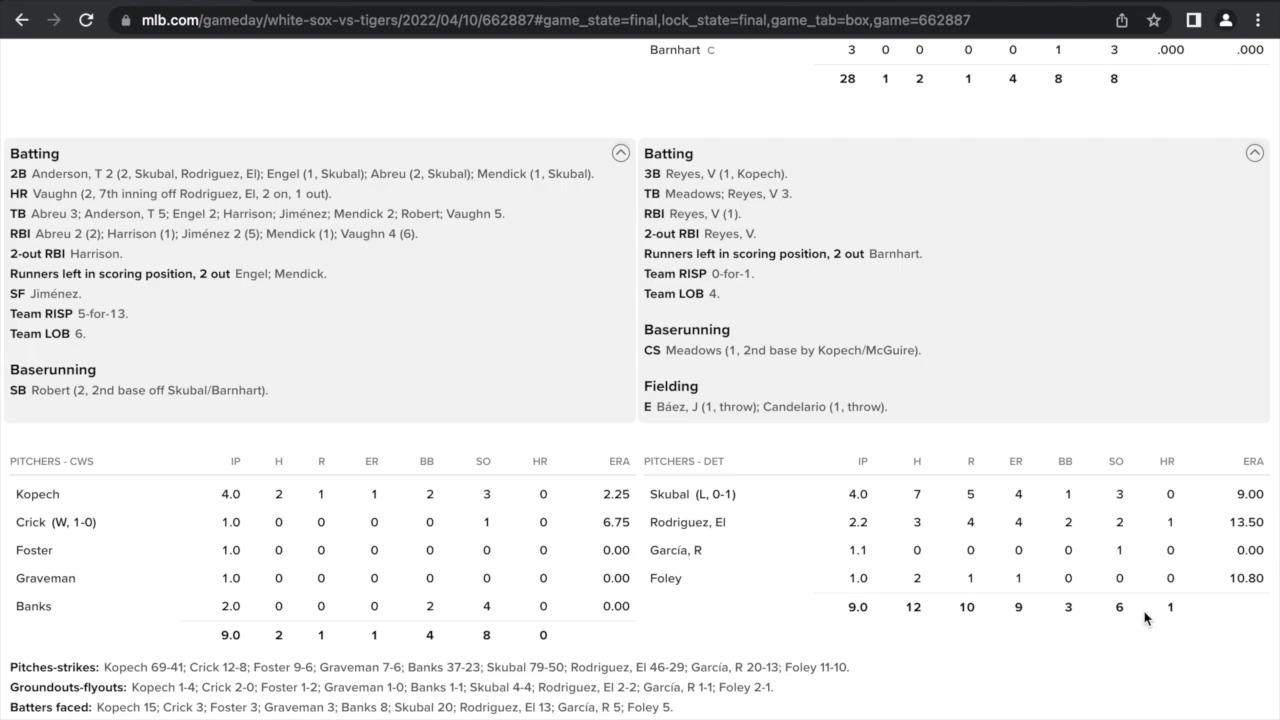 mlb.com/gameday/white-sox-vs-tigers/2022/04/10/662887#game_state=final,lock_state=final,game_tab=box,game=662887
Barnhart C 3 0 0 0 0 1 3 .000 .000
28 1 2 1 4 8 8
Batting
2B Anderson, T 2 (2, Skubal, Rodriguez, El); Engel (1, Skubal); Abreu (2, Skubal); Mendick (1, Skubal).
HR Vaughn (2, 7th inning off Rodriguez, El, 2 on, 1 out).
TB Abreu 3; Anderson, T 5; Engel 2; Harrison; Jiménez; Mendick 2; Robert; Vaughn 5.
RBI Abreu 2 (2); Harrison (1); Jiménez 2 (5); Mendick (1); Vaughn 4 (6).
2-out RBI Harrison.
Runners left in scoring position, 2 out Engel; Mendick.
SF Jiménez.
Team RISP 5-for-13.
Team LOB 6.
Baserunning
SB Robert (2, 2nd base off Skubal/Barnhart).
Batting
3B Reyes, V (1, Kopech).
TB Meadows; Reyes, V 3.
RBI Reyes, V (1).
2-out RBI Reyes, V.
Runners left in scoring position, 2 out Barnhart.
Team RISP 0-for-1.
Team LOB 4.
Baserunning
CS Meadows (1, 2nd base by Kopech/McGuire).
Fielding
E Báez, J (1, throw); Candelario (1, throw).
PITCHERS - CWS IP H R ER BB SO HR ERA
Kopech 4.0 2 1 1 2 3 0 2.25
Crick (W, 1-0) 1.0 0 0 0 0 1 0 6.75
Foster 1.0 0 0 0 0 0 0 0.00
Graveman 1.0 0 0 0 0 0 0 0.00
Banks 2.0 0 0 0 2 4 0 0.00
9.0 2 1 1 4 8 0
PITCHERS - DET IP H R ER BB SO HR ERA
Skubal (L, 0-1) 4.0 7 5 4 1 3 0 9.00
Rodriguez, El 2.2 3 4 4 2 2 1 13.50
García, R 1.1 0 0 0 0 1 0 0.00
Foley 1.0 2 1 1 0 0 0 10.80
9.0 12 10 9 3 6 1
Pitches-strikes: Kopech 69-41; Crick 12-8; Foster 9-6; Graveman 7-6; Banks 37-23; Skubal 79-50; Rodriguez, El 46-29; García, R 20-13; Foley 11-10.
Groundouts-flyouts: Kopech 1-4; Crick 2-0; Foster 1-2; Graveman 1-0; Banks 1-1; Skubal 4-4; Rodriguez, El 2-2; García, R 1-1; Foley 2-1.
Batters faced: Kopech 15; Crick 3; Foster 3; Graveman 3; Banks 8; Skubal 20; Rodriguez, El 13; García, R 5; Foley 5.